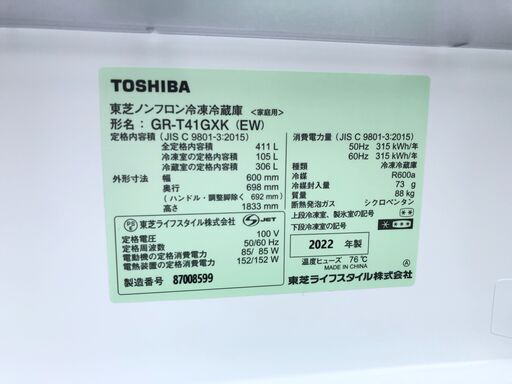 TOSHIBA
東芝ノンフロン冷凍冷蔵庫 <家庭用>
形名: GR-T41GXK (EW)
定格内容積 (JIS C 9801-3:2015)
全定格内容積 411 L
冷凍室の定格内容積 105 L
冷蔵室の定格内容積 306 L
外形寸法 幅 600 mm
奥行 698 mm
(ハンドル・調整脚除く 692 mm)
高さ 1833 mm
PS E 東芝ライフスタイル株式会社 S-JET
定格電圧 100 V
定格周波数 50/60 Hz
電動機の定格消費電力 85/ 85 W
電熱装置の定格消費電力 152/152 W
製造番号 87008599
消費電力量 (JIS C 9801-3:2015)
50Hz 315 kWh/年
60Hz 315 kWh/年
種類 冷凍冷蔵庫
冷媒 R600a
冷媒封入量 73 g
質量 88 kg
断熱発泡ガス シクロペンタン
上段冷凍室、製氷室の記号
下段冷凍室の記号
2022 年製
温度ヒューズ 76℃
MADE IN CHINA
東芝ライフスタイル株式会社 Ⓐ